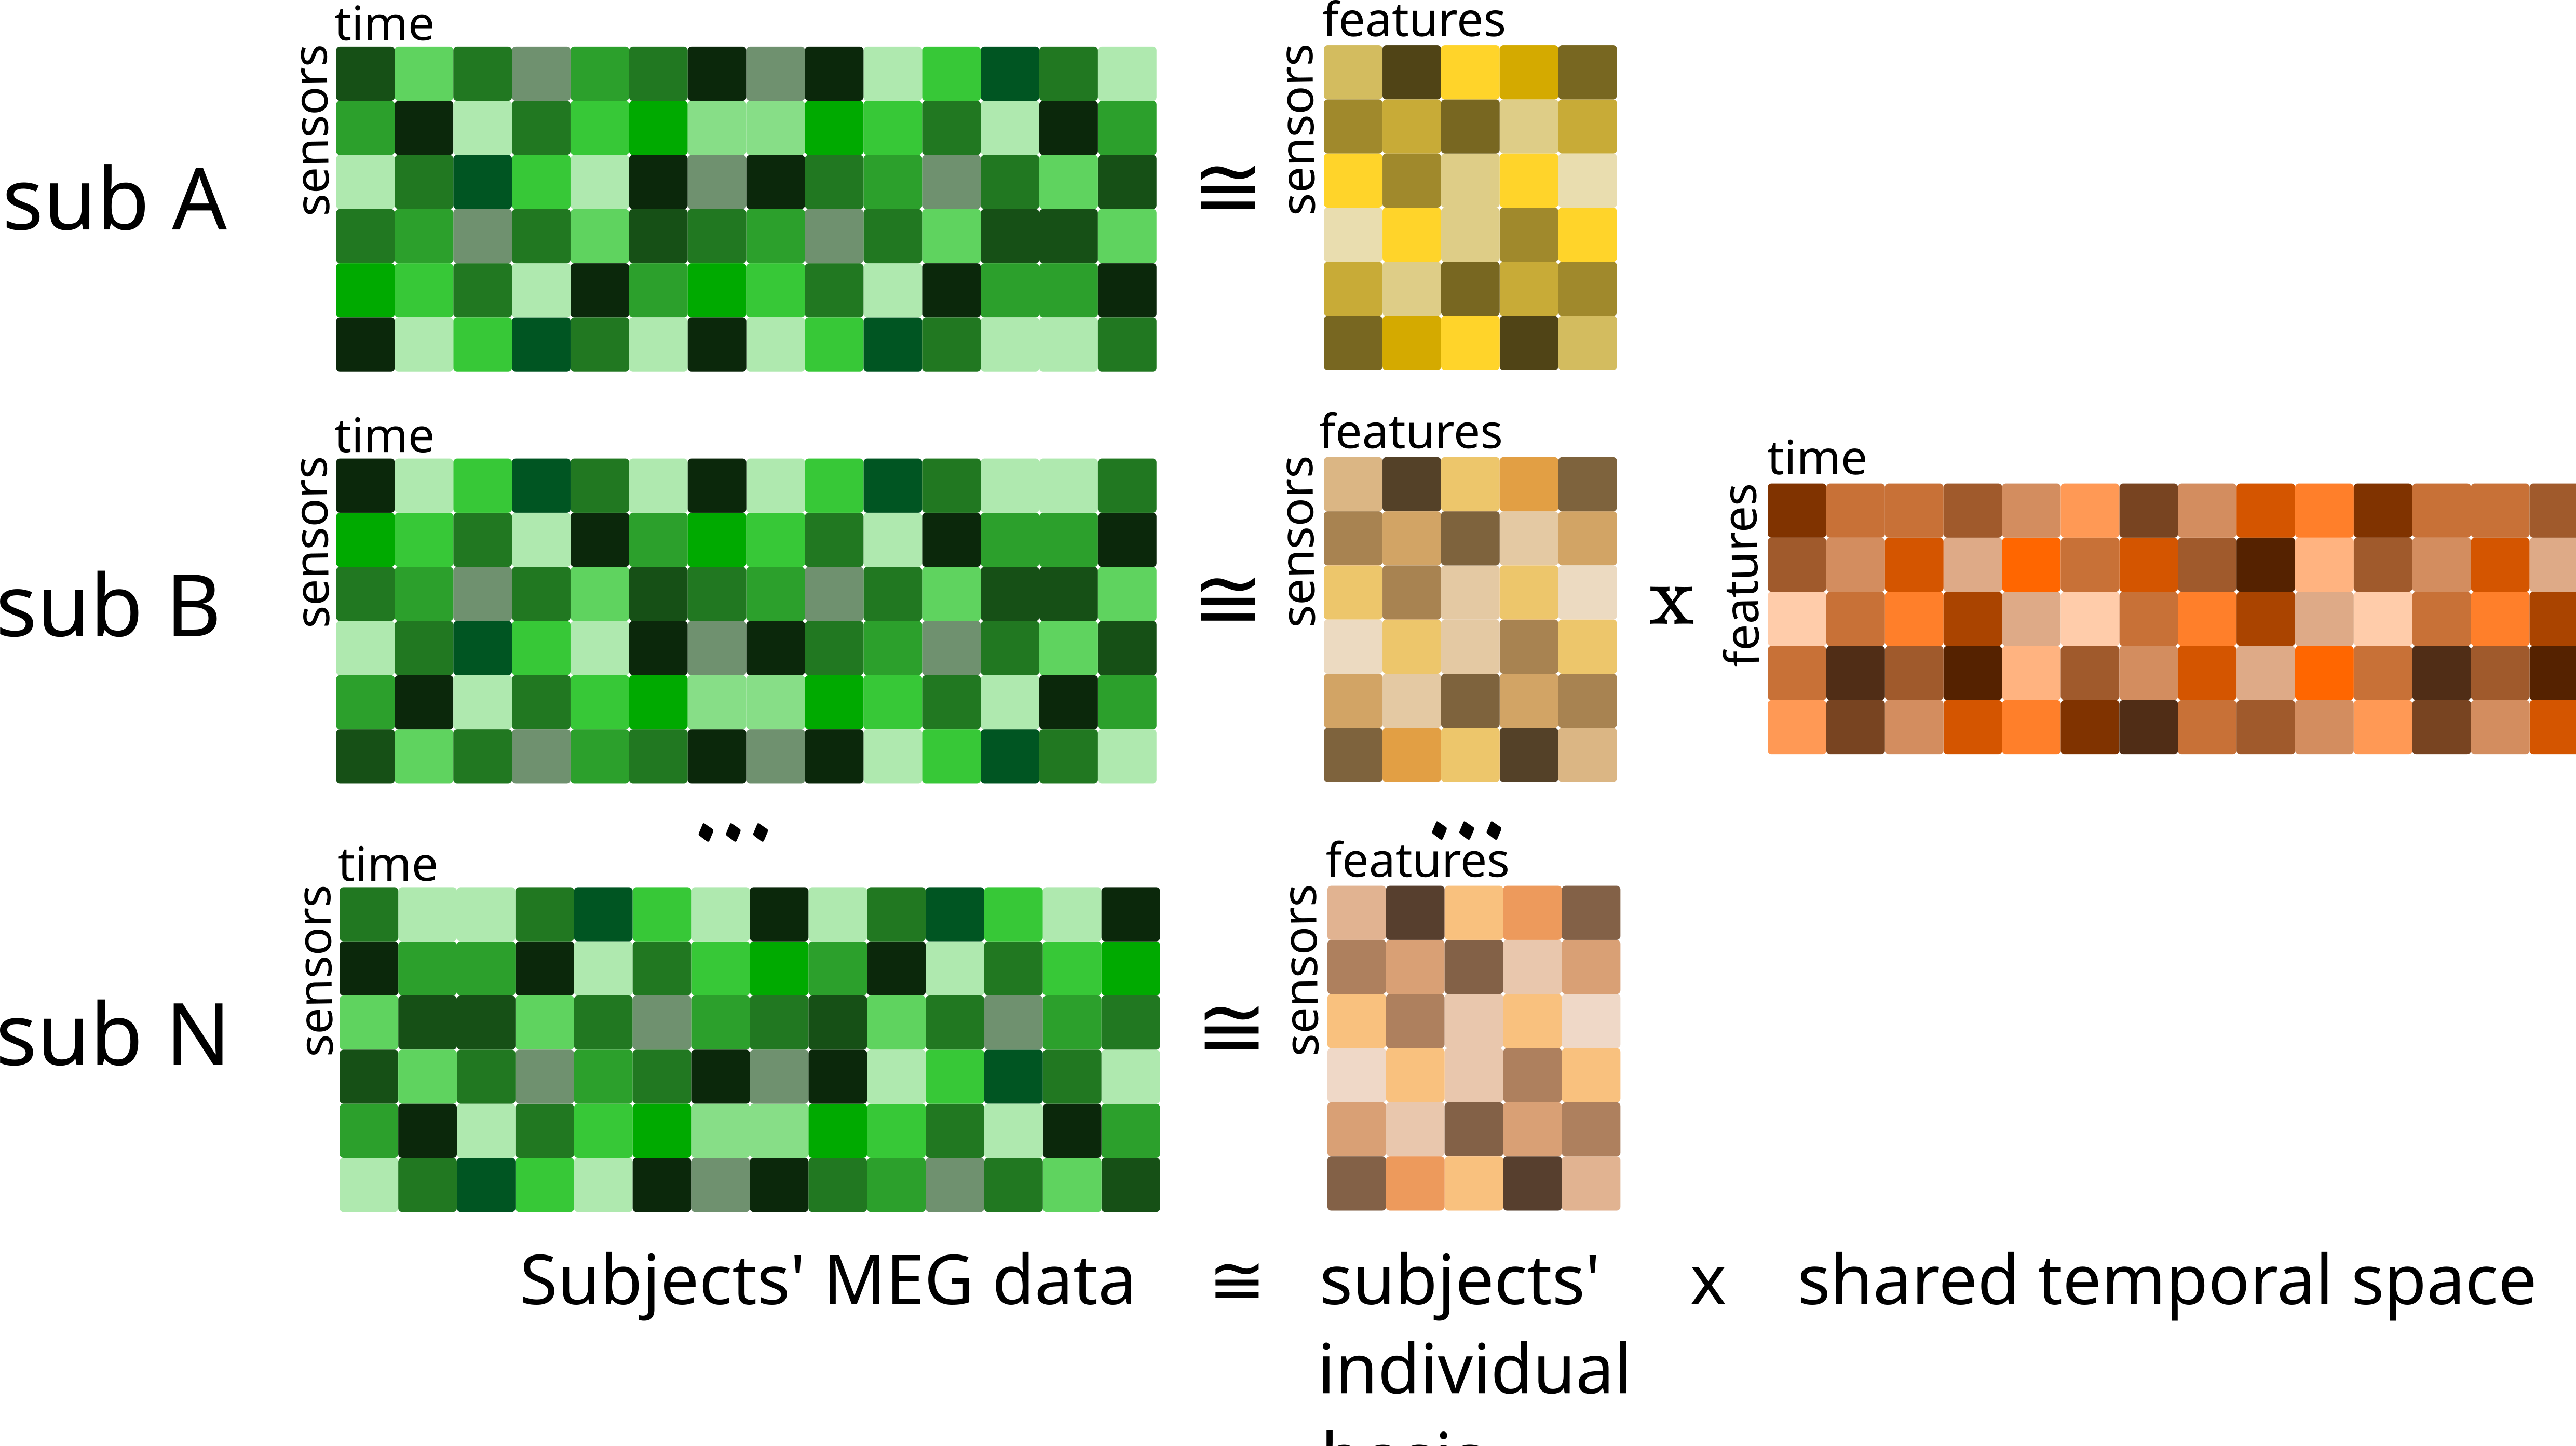 time
features
sensors
sensors
sub A
≅
time
features
time
sensors
sensors
features
sub B
≅
x
...
...
time
features
sensors
sensors
sub N
≅
Subjects' MEG data ≅ subjects' x shared temporal space
individual